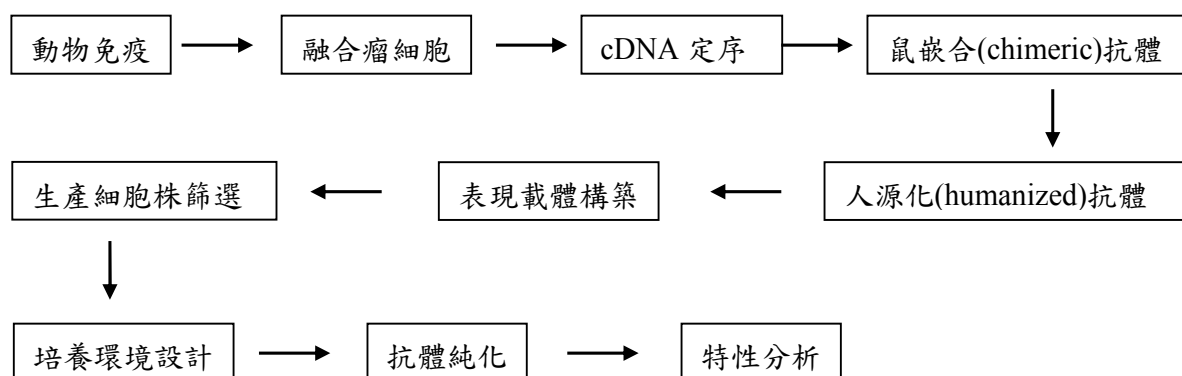 動物免疫
融合瘤細胞
cDNA 定序
鼠嵌合(chimeric)抗體
人源化(humanized)抗體
表現載體構築
生產細胞株篩選
培養環境設計
抗體純化
特性分析